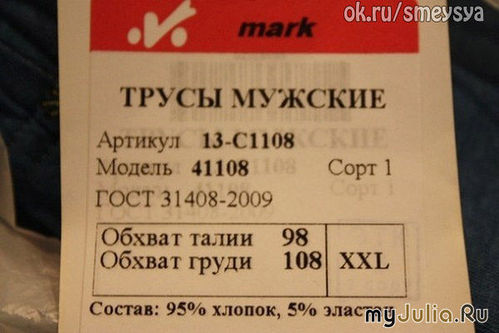 ok.ru/smeysya
mark
ТРУСЫ МУЖСКИЕ
Артикул 13-С1108
Модель 41108 Сорт 1
ГОСТ 31408-2009
Обхват талии 98
Обхват груди 108 XXL
Состав: 95% хлопок, 5% эластан
myJulia.Ru